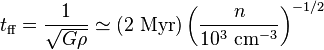 t_ff = 1/√(Gρ) ≃ (2 Myr) (n/(10³ cm⁻³))^(−1/2)